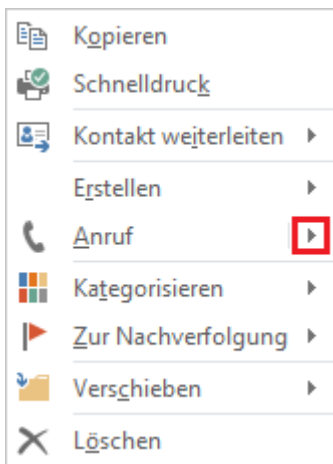 Kopieren
Schnelldruck
Kontakt weiterleiten
Erstellen
Anruf
Kategorisieren
Zur Nachverfolgung
Verschieben
Löschen